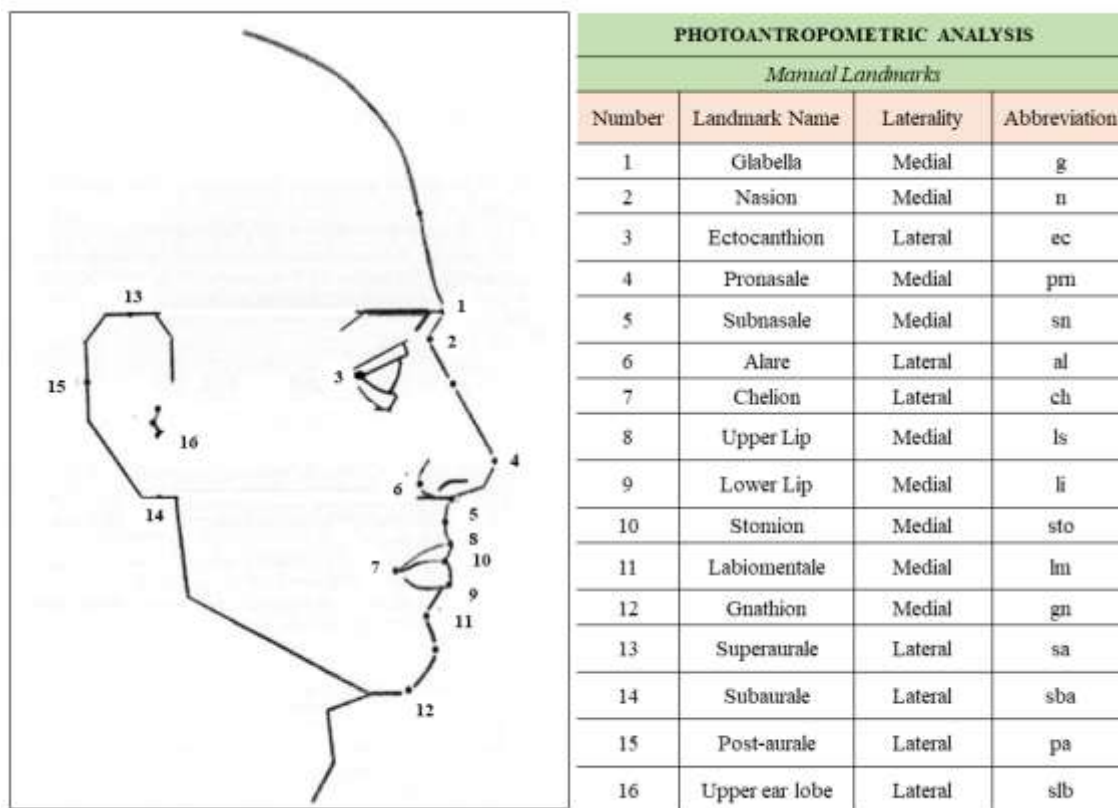 13
1
2
15
3
16
4
6
14
5
8
10
7
9
11
12
PHOTOANTROPOMETRIC ANALYSIS
Manual Landmarks
Number Landmark Name Laterality Abbreviation
1 Glabella Medial g
2 Nasion Medial n
3 Ectocanthion Lateral ec
4 Pronasale Medial prn
5 Subnasale Medial sn
6 Alare Lateral al
7 Chelion Lateral ch
8 Upper Lip Medial ls
9 Lower Lip Medial li
10 Stomion Medial sto
11 Labiomentale Medial lm
12 Gnathion Medial gn
13 Superaurale Lateral sa
14 Subaurale Lateral sba
15 Post-aurale Lateral pa
16 Upper ear lobe Lateral slb